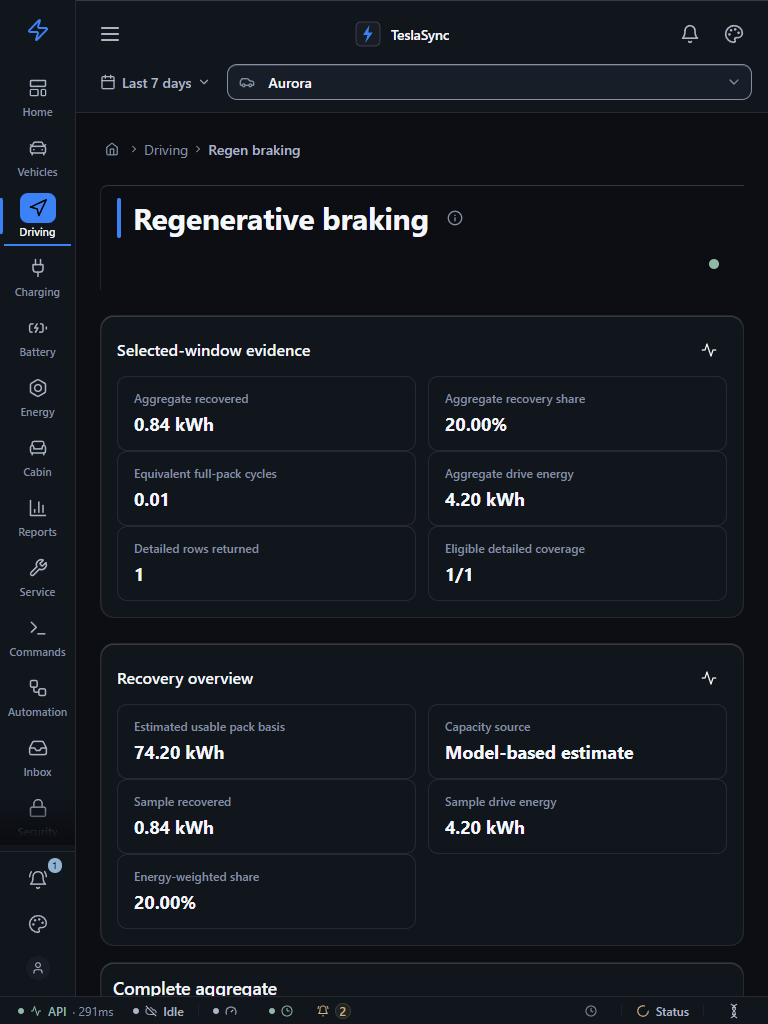 TeslaSync
Last 7 days
Aurora
Home
Vehicles
Driving
Charging
Battery
Energy
Cabin
Reports
Service
Commands
Automation
Inbox
Security
1
Driving
Regen braking
Regenerative braking
Selected-window evidence
Aggregate recovered
0.84 kWh
Aggregate recovery share
20.00%
Equivalent full-pack cycles
0.01
Aggregate drive energy
4.20 kWh
Detailed rows returned
1
Eligible detailed coverage
1/1
Recovery overview
Estimated usable pack basis
74.20 kWh
Capacity source
Model-based estimate
Sample recovered
0.84 kWh
Sample drive energy
4.20 kWh
Energy-weighted share
20.00%
Complete aggregate
API · 291ms
Idle
2
Status